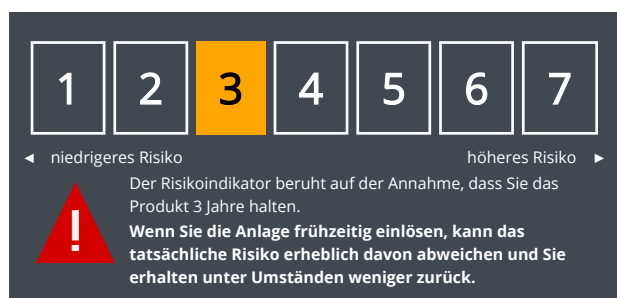 1 2 3 4 5 6 7
◄ niedrigeres Risiko höheres Risiko ►
!
Der Risikoindikator beruht auf der Annahme, dass Sie das
Produkt 3 Jahre halten.
Wenn Sie die Anlage frühzeitig einlösen, kann das
tatsächliche Risiko erheblich davon abweichen und Sie
erhalten unter Umständen weniger zurück.